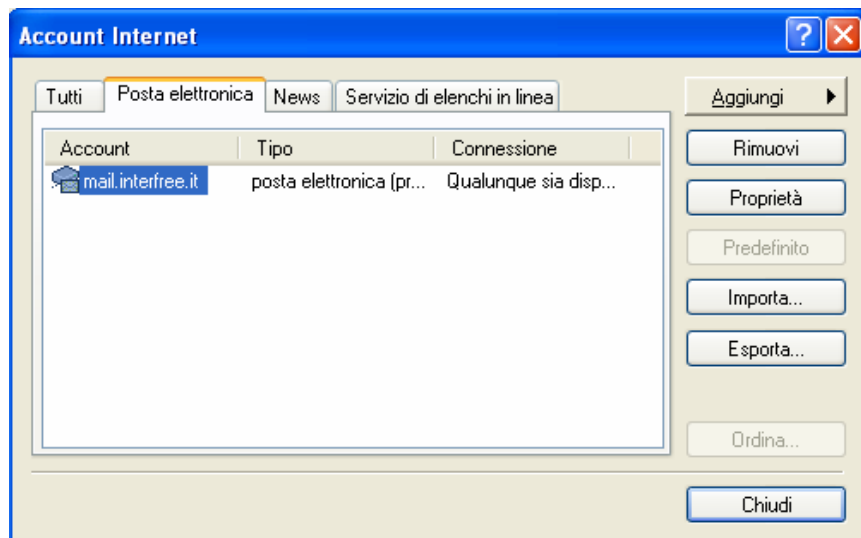 Account Internet
Tutti Posta elettronica News Servizio di elenchi in linea
Account Tipo Connessione
mail.interfree.it posta elettronica (pr... Qualunque sia disp...
Aggiungi
Rimuovi
Proprietà
Predefinito
Importa...
Esporta...
Ordina...
Chiudi